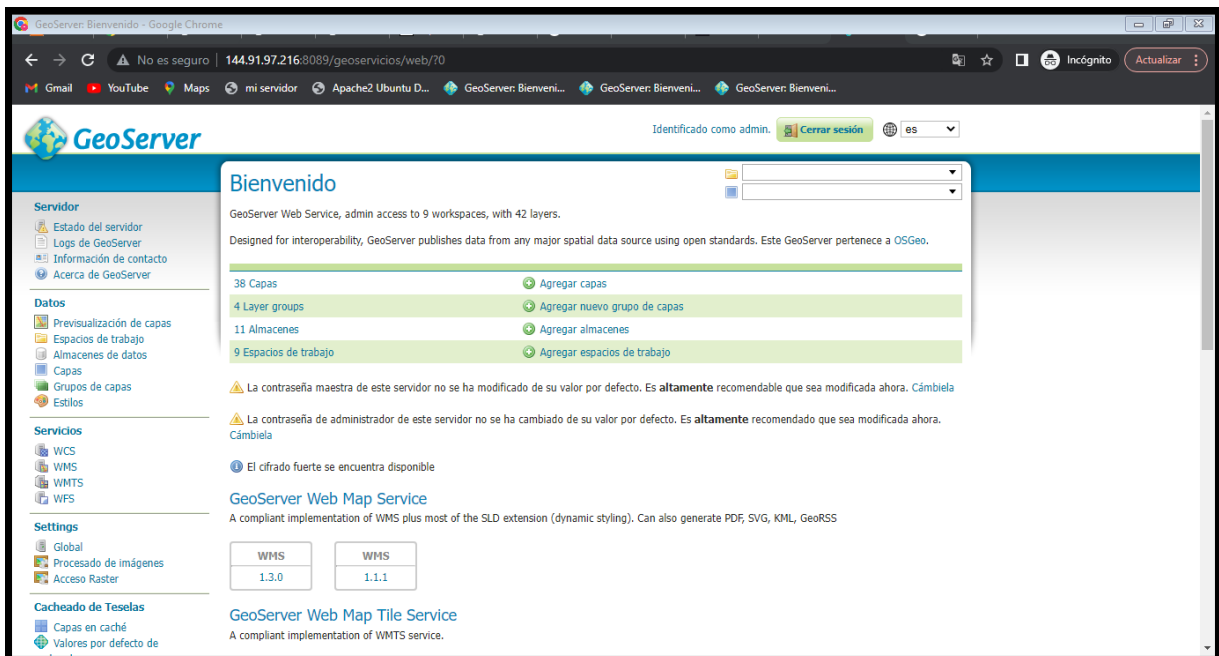 GeoServer: Bienvenido - Google Chrome
No es seguro | 144.91.97.216:8089/geoservicios/web/?0
Incógnito
Actualizar
Gmail
YouTube
Maps
mi servidor
Apache2 Ubuntu D...
GeoServer: Bienveni...
GeoServer: Bienveni...
GeoServer: Bienveni...
GeoServer
Identificado como admin.
Cerrar sesión
es
Servidor
Estado del servidor
Logs de GeoServer
Información de contacto
Acerca de GeoServer
Datos
Previsualización de capas
Espacios de trabajo
Almacenes de datos
Capas
Grupos de capas
Estilos
Servicios
WCS
WMS
WMTS
WFS
Settings
Global
Procesado de imágenes
Acceso Raster
Cacheado de Teselas
Capas en caché
Valores por defecto de
Bienvenido
GeoServer Web Service, admin access to 9 workspaces, with 42 layers.
Designed for interoperability, GeoServer publishes data from any major spatial data source using open standards. Este GeoServer pertenece a OSGeo.
38 Capas
Agregar capas
4 Layer groups
Agregar nuevo grupo de capas
11 Almacenes
Agregar almacenes
9 Espacios de trabajo
Agregar espacios de trabajo
La contraseña maestra de este servidor no se ha modificado de su valor por defecto. Es altamente recomendable que sea modificada ahora. Cámbiela
La contraseña de administrador de este servidor no se ha cambiado de su valor por defecto. Es altamente recomendado que sea modificada ahora.
Cámbiela
El cifrado fuerte se encuentra disponible
GeoServer Web Map Service
A compliant implementation of WMS plus most of the SLD extension (dynamic styling). Can also generate PDF, SVG, KML, GeoRSS
WMS
1.3.0
WMS
1.1.1
GeoServer Web Map Tile Service
A compliant implementation of WMTS service.